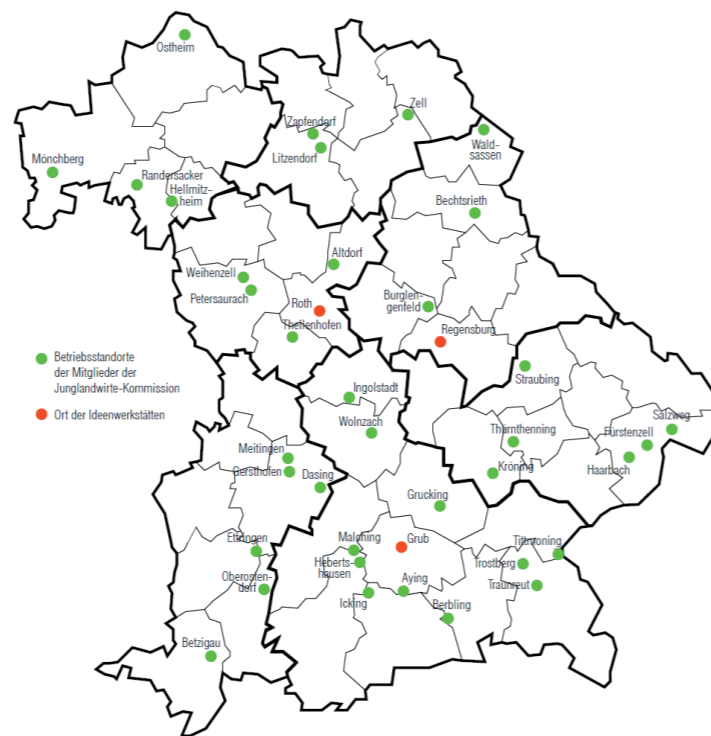 Ostheim
Zell
Zapfendorf
Litzendorf
Wald-
sassen
Mönchberg
Randersacker
Hellmitz-
heim
Bechtsrieth
Altdorf
Weihenzell
Petersaurach
Roth
Burglen-
genfeld
Thellenhofen
Regensburg
Betriebsstandorte
der Mitglieder der
Junglandwirte-Kommission
Ort der Ideenwerkstätten
Straubing
Ingolstadt
Wolnzach
Thürnthenning
Salzweg
Fürstenzell
Haarbach
Kröning
Meitingen
Gersthofen
Dasing
Grucking
Ettringen
Malching
Grub
Tittmoning
Heberts-
hausen
Trostberg
Oberosten-
dorf
Aying
Traunreut
Icking
Berbling
Betzigau